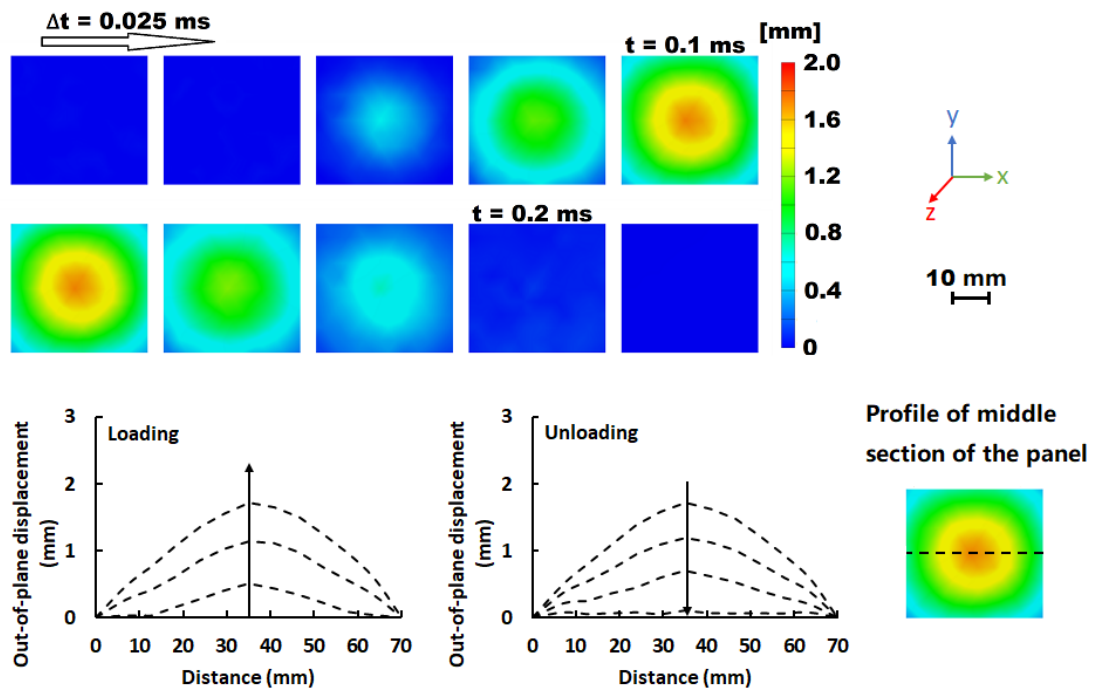 Δt = 0.025 ms
t = 0.1 ms
[mm]
2.0
1.6
1.2
0.8
0.4
0
y
x
z
t = 0.2 ms
10 mm
Out-of-plane displacement
(mm)
3
2
1
0
Loading
0 10 20 30 40 50 60 70
Distance (mm)
Out-of-plane displacement
(mm)
3
2
1
0
Unloading
0 10 20 30 40 50 60 70
Distance (mm)
Profile of middle
section of the panel